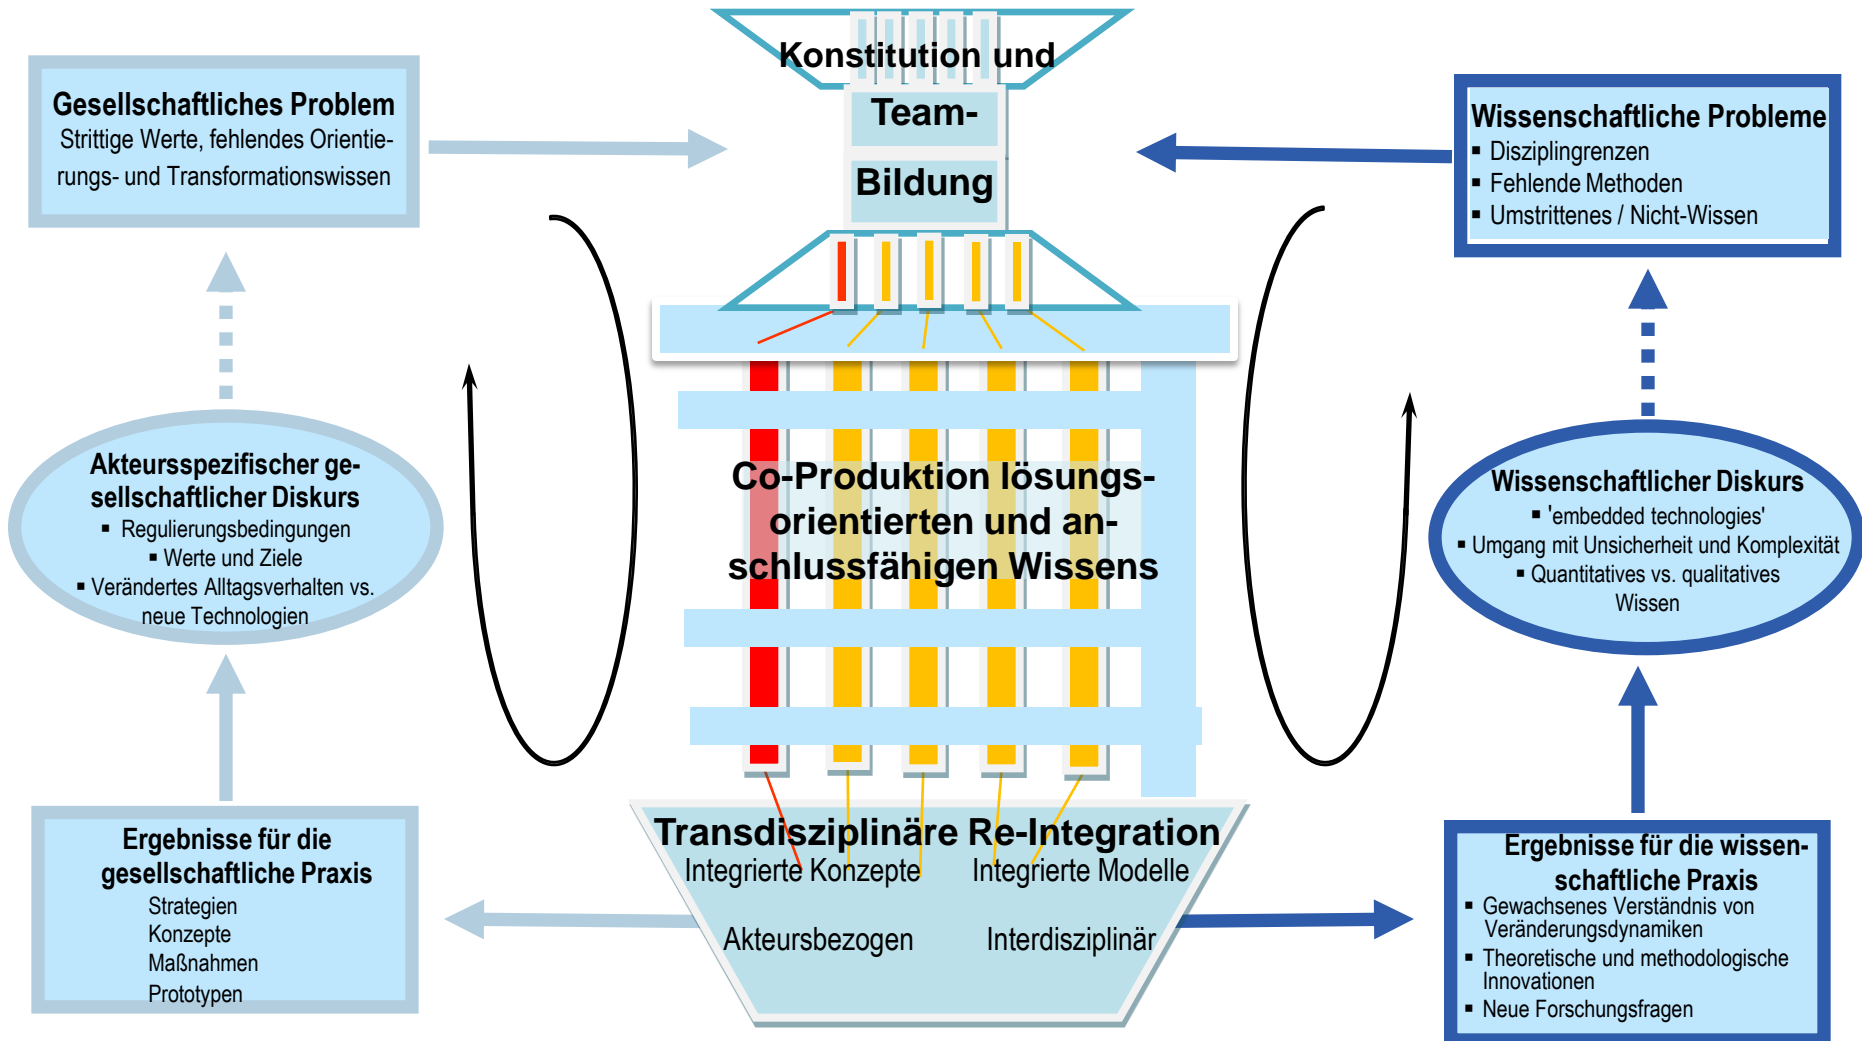 Gesellschaftliches Problem
Strittige Werte, fehlendes Orientie-
rungs- und Transformationswissen
Akteursspezifischer ge-
sellschaftlicher Diskurs
▪ Regulierungsbedingungen
▪ Werte und Ziele
▪ Verändertes Alltagsverhalten vs.
neue Technologien
Ergebnisse für die
gesellschaftliche Praxis
Strategien
Konzepte
Maßnahmen
Prototypen
Konstitution und
Team-
Bildung
Co-Produktion lösungs-
orientierten und an-
schlussfähigen Wissens
Transdisziplinäre Re-Integration
Integrierte Konzepte Integrierte Modelle
Akteursbezogen Interdisziplinär
Wissenschaftliche Probleme
▪ Disziplingrenzen
▪ Fehlende Methoden
▪ Umstrittenes / Nicht-Wissen
Wissenschaftlicher Diskurs
▪ 'embedded technologies'
▪ Umgang mit Unsicherheit und Komplexität
▪ Quantitatives vs. qualitatives
Wissen
Ergebnisse für die wissen-
schaftliche Praxis
▪ Gewachsenes Verständnis von
Veränderungsdynamiken
▪ Theoretische und methodologische
Innovationen
▪ Neue Forschungsfragen